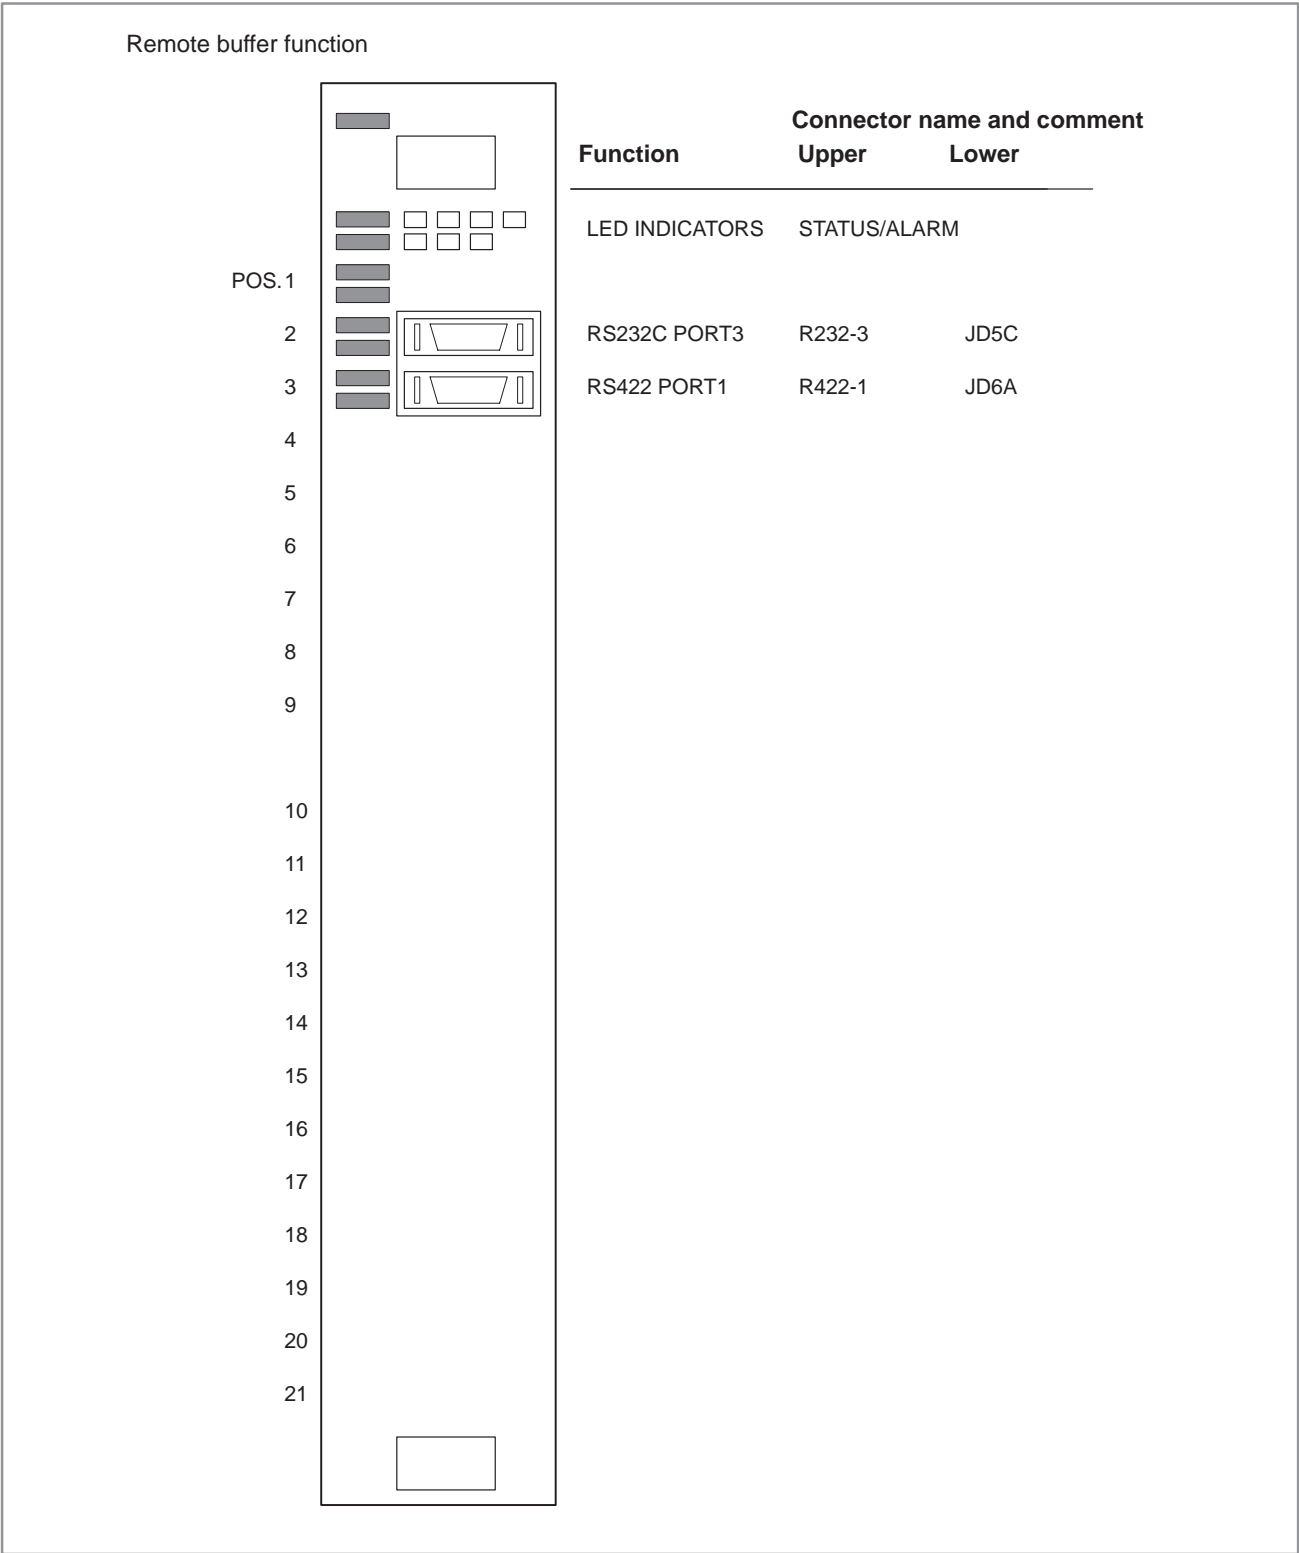 Remote buffer function
Connector name and comment
Function Upper Lower
LED INDICATORS STATUS/ALARM
POS.1
2 RS232C PORT3 R232-3 JD5C
3 RS422 PORT1 R422-1 JD6A
4
5
6
7
8
9
10
11
12
13
14
15
16
17
18
19
20
21